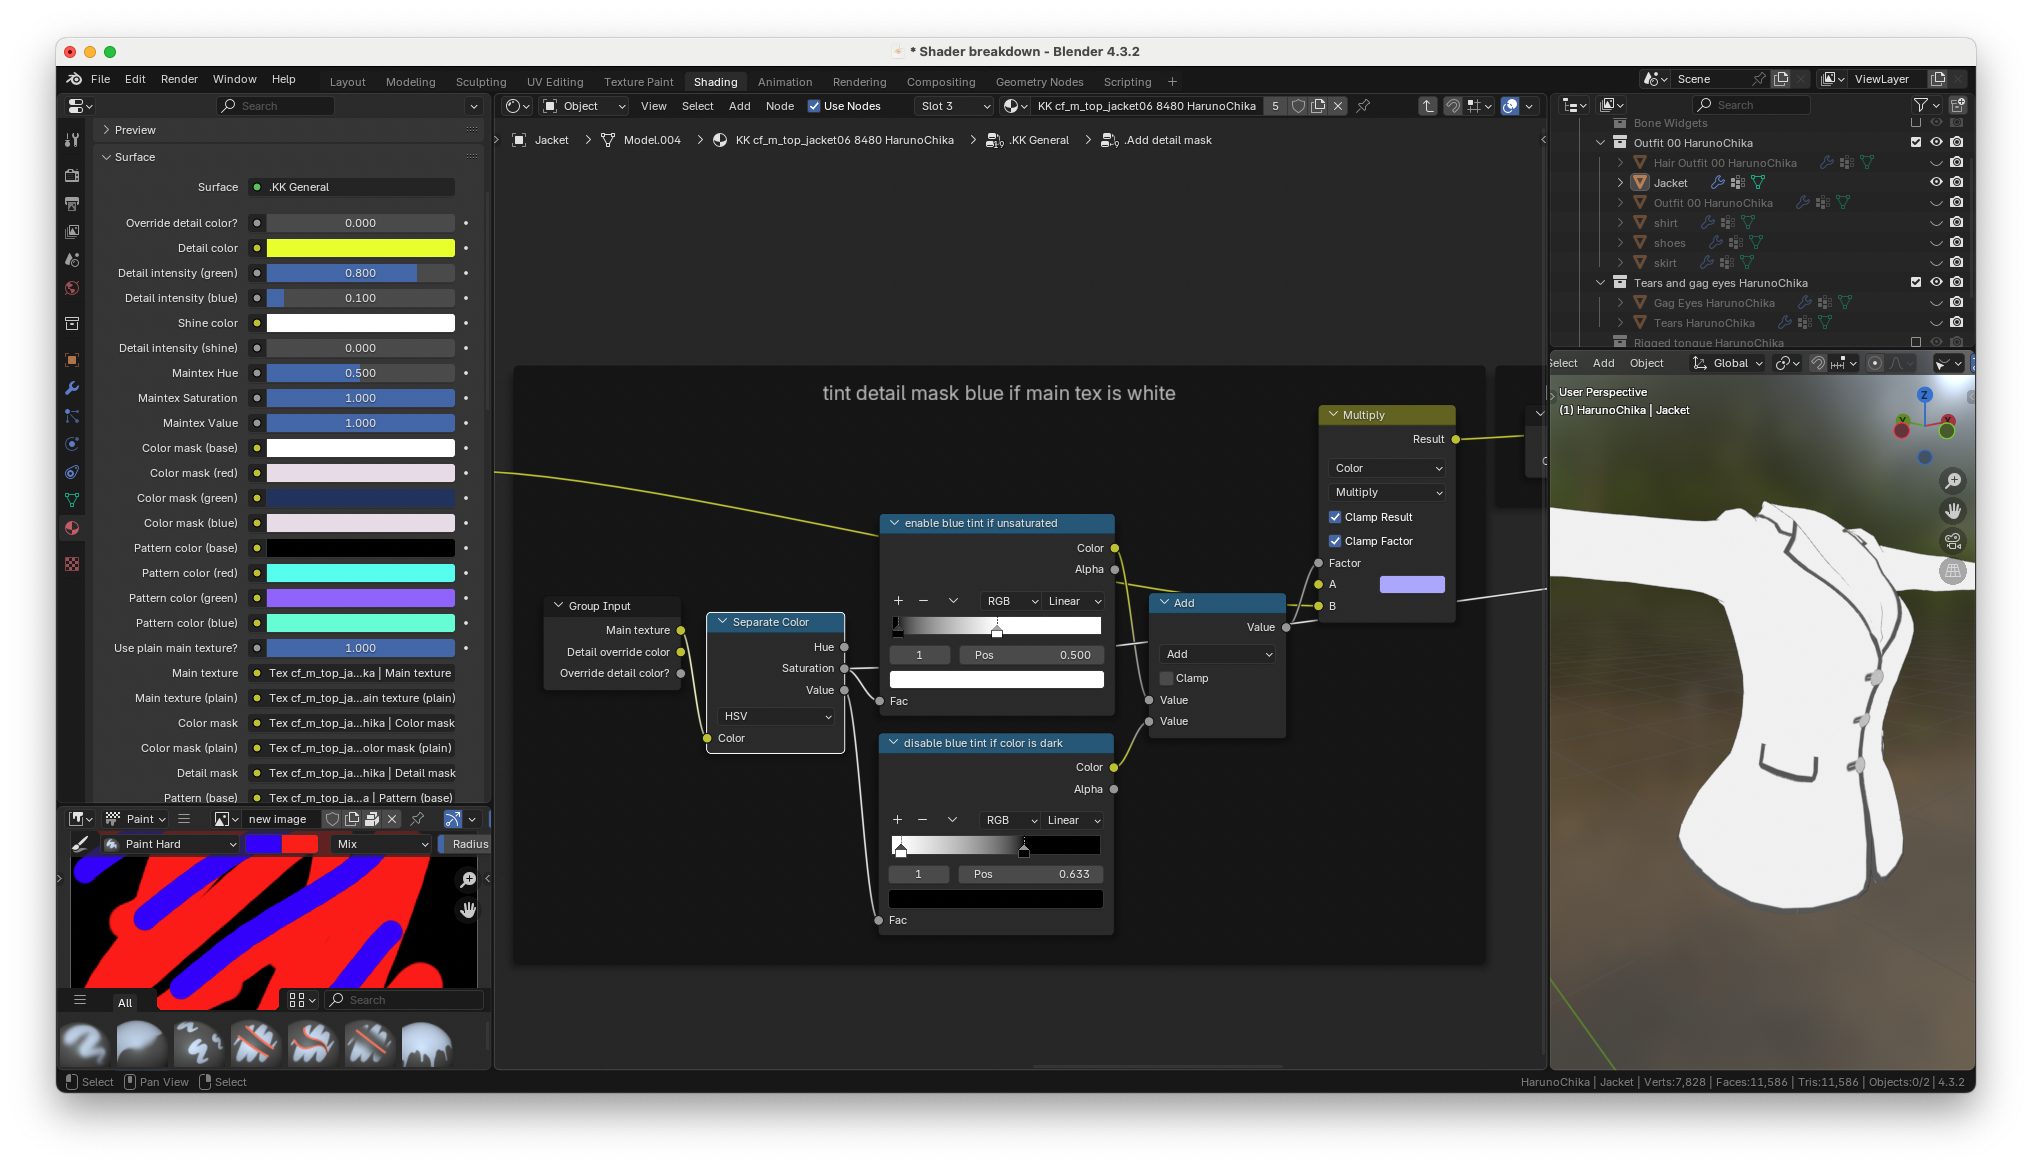 * Shader breakdown - Blender 4.3.2
File Edit Render Window Help
Layout Modeling Sculpting UV Editing Texture Paint Shading Animation Rendering Compositing Geometry Nodes Scripting +
Scene
ViewLayer
Search
Object View Select Add Node Use Nodes Slot 3 KK cf_m_top_jacket06 8480 HarunoChika 5
Search
Preview
Surface
Surface .KK General
Override detail color? 0.000
Detail color
Detail intensity (green) 0.800
Detail intensity (blue) 0.100
Shine color
Detail intensity (shine) 0.000
Maintex Hue 0.500
Maintex Saturation 1.000
Maintex Value 1.000
Color mask (base)
Color mask (red)
Color mask (green)
Color mask (blue)
Pattern color (base)
Pattern color (red)
Pattern color (green)
Pattern color (blue)
Use plain main texture? 1.000
Main texture Tex cf_m_top_ja...ka | Main texture
Main texture (plain) Tex cf_m_top_ja...ain texture (plain)
Color mask Tex cf_m_top_ja...hika | Color mask
Color mask (plain) Tex cf_m_top_ja...olor mask (plain)
Detail mask Tex cf_m_top_ja...hika | Detail mask
Pattern (base) Tex cf_m_top_ja...a | Pattern (base)
Paint new image
Paint Hard Mix Radius
All Search
Jacket Model.004 KK cf_m_top_jacket06 8480 HarunoChika .KK General .Add detail mask
tint detail mask blue if main tex is white
Group Input
Main texture
Detail override color
Override detail color?
Separate Color
Hue
Saturation
Value
HSV
Color
enable blue tint if unsaturated
Color
Alpha
+ − RGB Linear
1 Pos 0.500
Fac
disable blue tint if color is dark
Color
Alpha
+ − RGB Linear
1 Pos 0.633
Fac
Add
Value
Add
Clamp
Value
Value
Multiply
Result
Color
Multiply
Clamp Result
Clamp Factor
Factor
A
B
Bone Widgets
Outfit 00 HarunoChika
Hair Outfit 00 HarunoChika
Jacket
Outfit 00 HarunoChika
shirt
shoes
skirt
Tears and gag eyes HarunoChika
Gag Eyes HarunoChika
Tears HarunoChika
Rigged tongue HarunoChika
Select Add Object Global
User Perspective
(1) HarunoChika | Jacket
Z
Select Pan View Select
HarunoChika | Jacket | Verts:7,828 | Faces:11,586 | Tris:11,586 | Objects:0/2 | 4.3.2